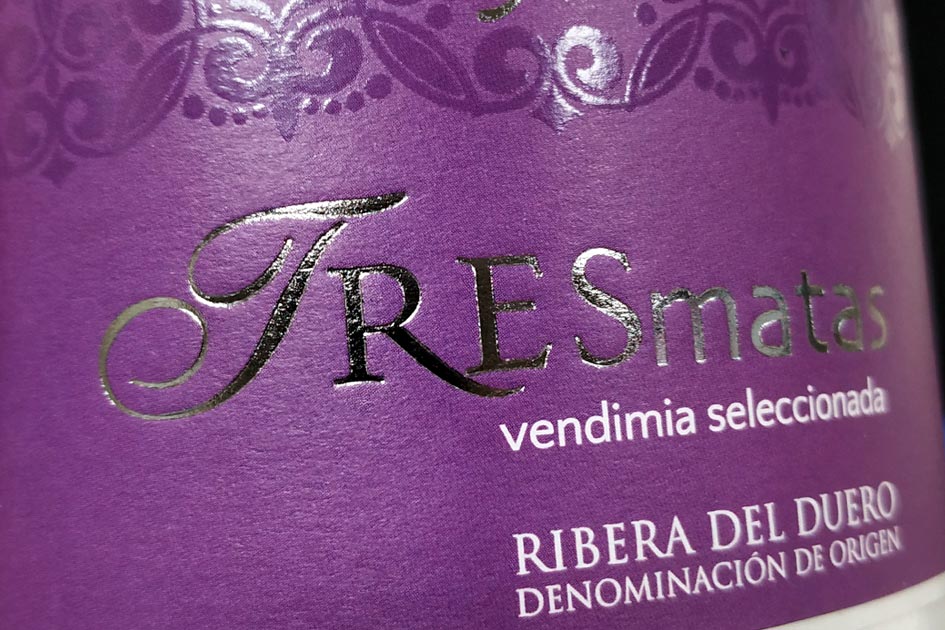 TRESmatas
vendimia seleccionada
RIBERA DEL DUERO
DENOMINACIÓN DE ORIGEN